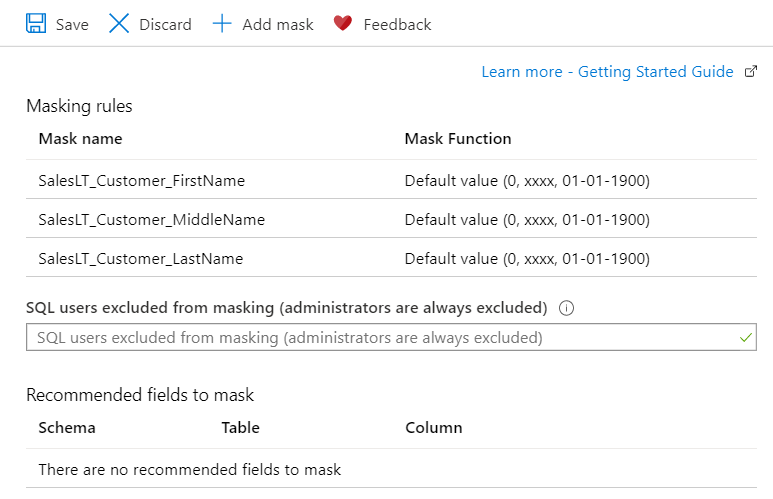 Save Discard Add mask Feedback
Learn more - Getting Started Guide
Masking rules
Mask name Mask Function
SalesLT_Customer_FirstName Default value (0, xxxx, 01-01-1900)
SalesLT_Customer_MiddleName Default value (0, xxxx, 01-01-1900)
SalesLT_Customer_LastName Default value (0, xxxx, 01-01-1900)
SQL users excluded from masking (administrators are always excluded)
SQL users excluded from masking (administrators are always excluded)
Recommended fields to mask
Schema Table Column
There are no recommended fields to mask